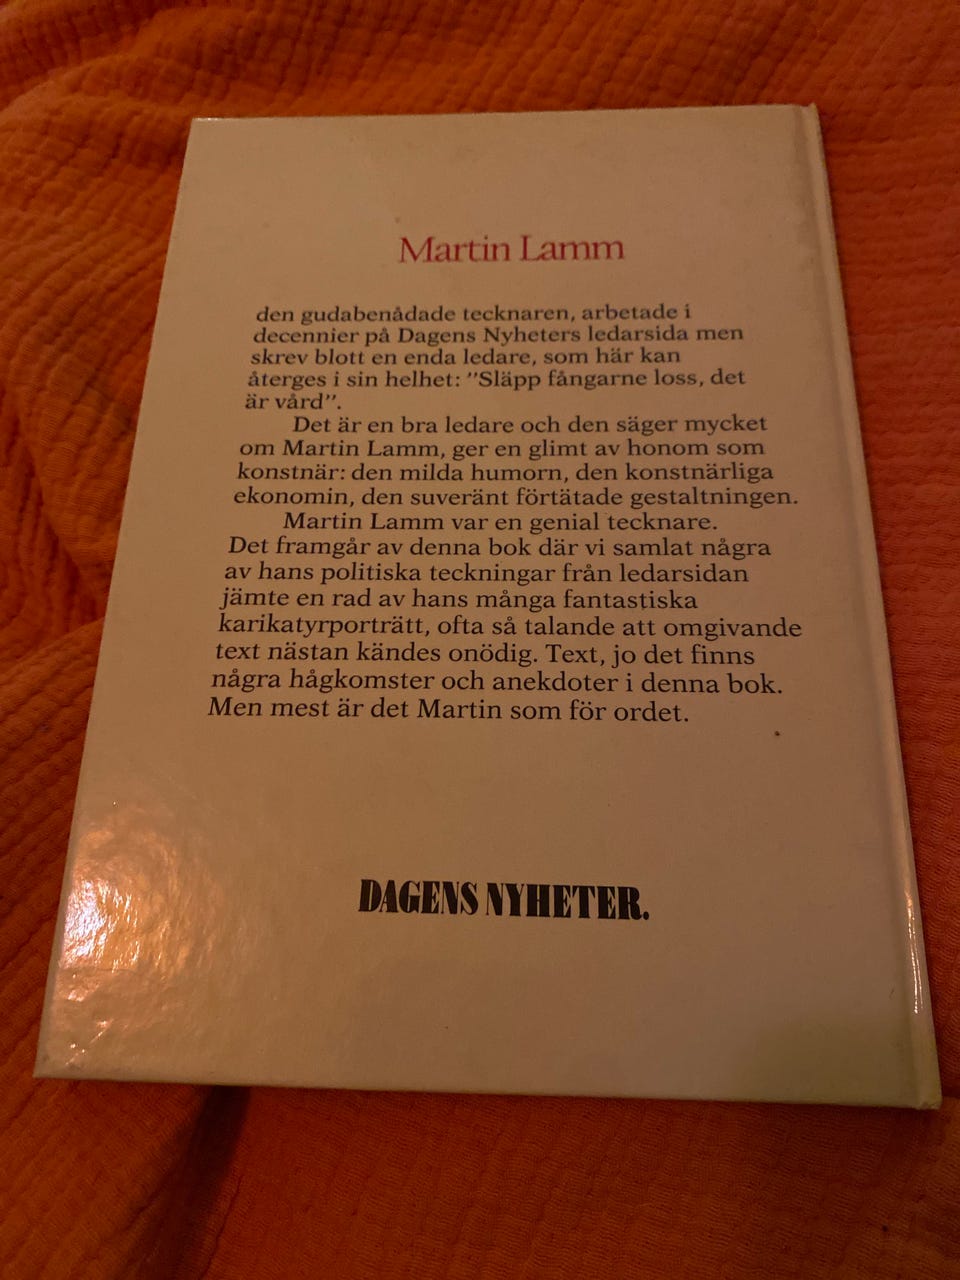 Martin Lamm
den gudabenådade tecknaren, arbetade i
decennier på Dagens Nyheters ledarsida men
skrev blott en enda ledare, som här kan
återges i sin helhet: ”Släpp fångarne loss, det
är vård”.
Det är en bra ledare och den säger mycket
om Martin Lamm, ger en glimt av honom som
konstnär: den milda humorn, den konstnärliga
ekonomin, den suveränt förtätade gestaltningen.
Martin Lamm var en genial tecknare.
Det framgår av denna bok där vi samlat några
av hans politiska teckningar från ledarsidan
jämte en rad av hans många fantastiska
karikatyrporträtt, ofta så talande att omgivande
text nästan kändes onödig. Text, jo det finns
några hågkomster och anekdoter i denna bok.
Men mest är det Martin som för ordet.
DAGENS NYHETER.